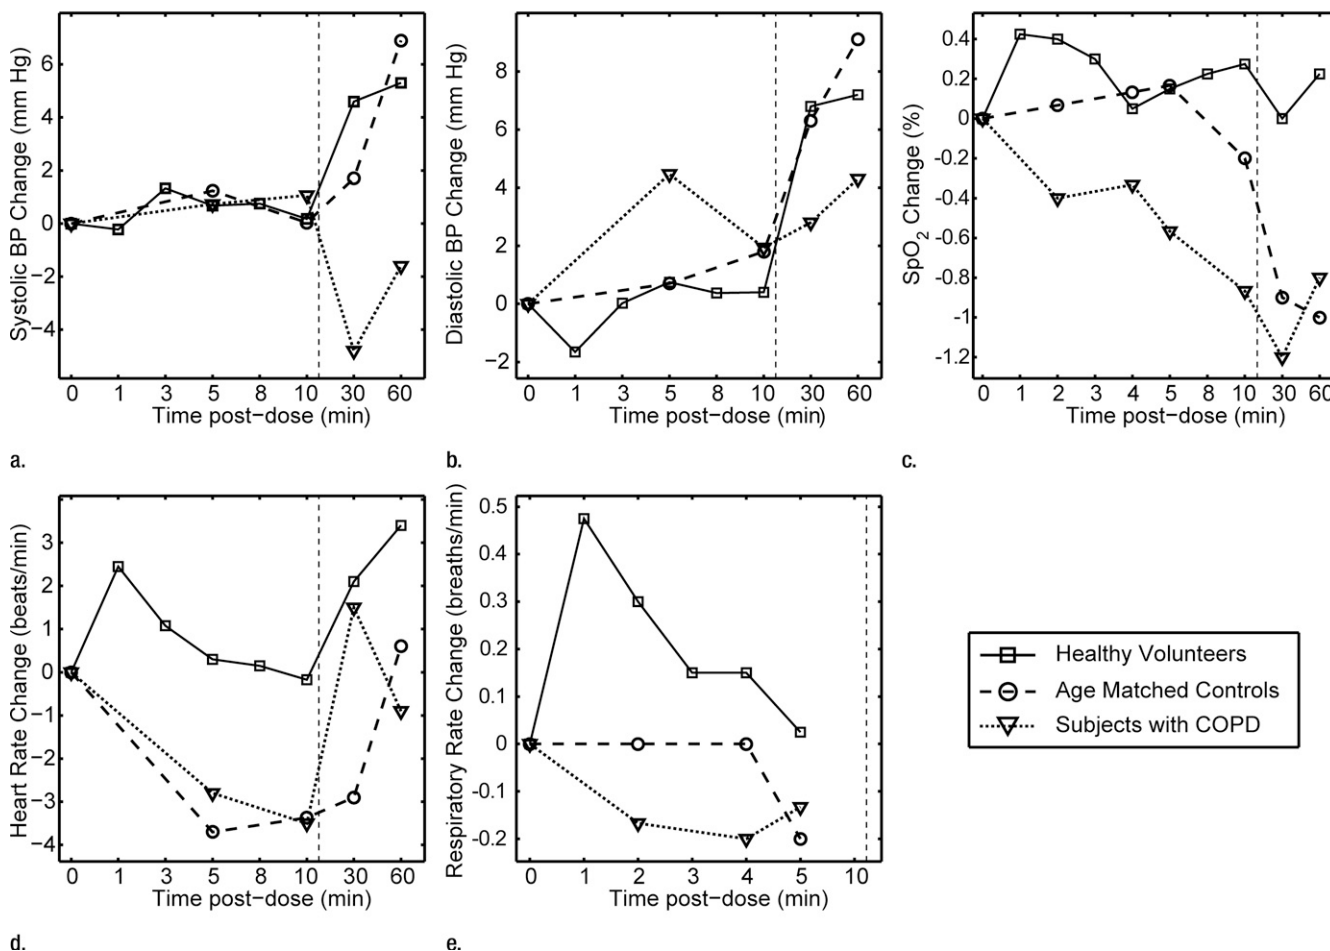 Systolic BP Change (mm Hg)
6
4
2
0
−2
−4
0 1 3 5 8 10 30 60
Time post−dose (min)
a.
Diastolic BP Change (mm Hg)
8
6
4
2
0
−2
0 1 3 5 8 10 30 60
Time post−dose (min)
b.
SpO2 Change (%)
0.4
0.2
0
-0.2
-0.4
-0.6
-0.8
-1
-1.2
0 1 2 3 4 5 8 10 30 60
Time post−dose (min)
c.
Heart Rate Change (beats/min)
3
2
1
0
−1
−2
−3
−4
0 1 3 5 8 10 30 60
Time post−dose (min)
d.
Respiratory Rate Change (breaths/min)
0.5
0.4
0.3
0.2
0.1
0
-0.1
-0.2
0 1 2 3 4 5 10
Time post−dose (min)
e.
Healthy Volunteers
Age Matched Controls
Subjects with COPD